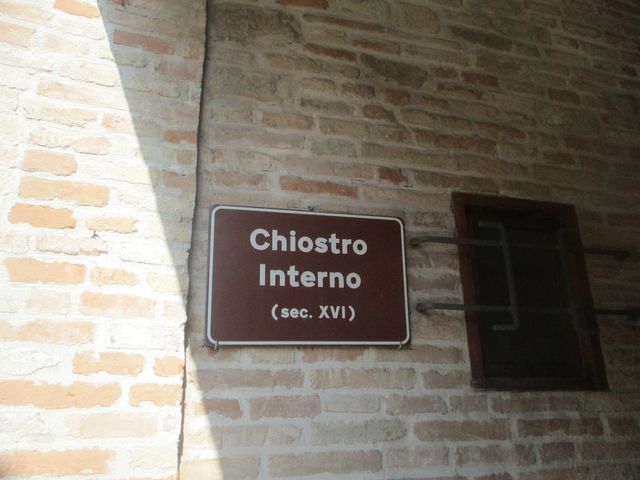 Chiostro
Interno
(sec. XVI)